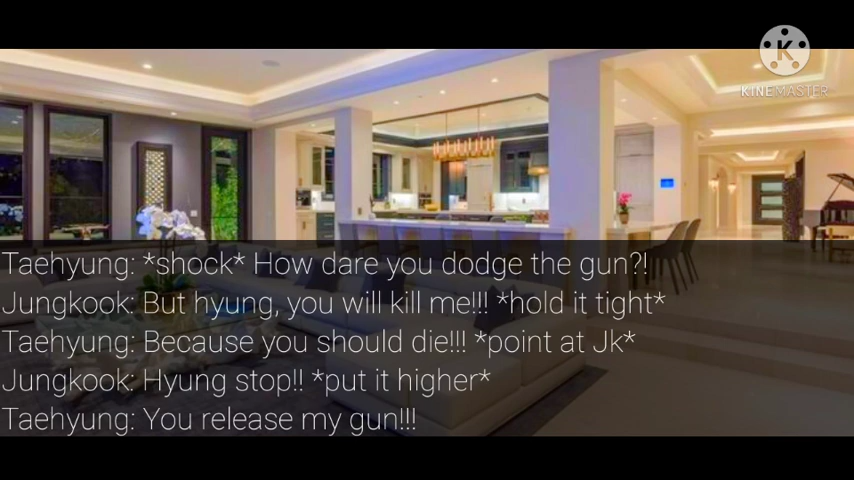 KINEMASTER
Taehyung: *shock* How dare you dodge the gun?!
Jungkook: But hyung, you will kill me!!! *hold it tight*
Taehyung: Because you should die!!! *point at Jk*
Jungkook: Hyung stop!! *put it higher*
Taehyung: You release my gun!!!